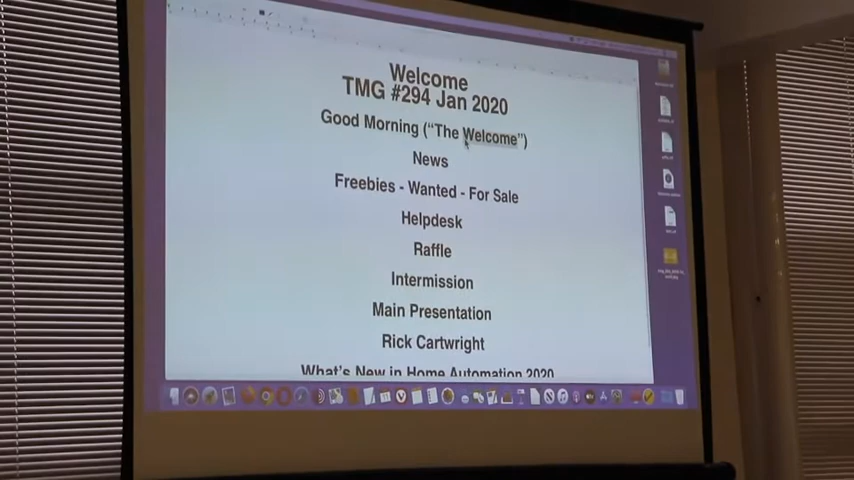 Welcome
TMG #294 Jan 2020
Good Morning (“The Welcome”)
News
Freebies - Wanted - For Sale
Helpdesk
Raffle
Intermission
Main Presentation
Rick Cartwright
What's New in Home Automation 2020